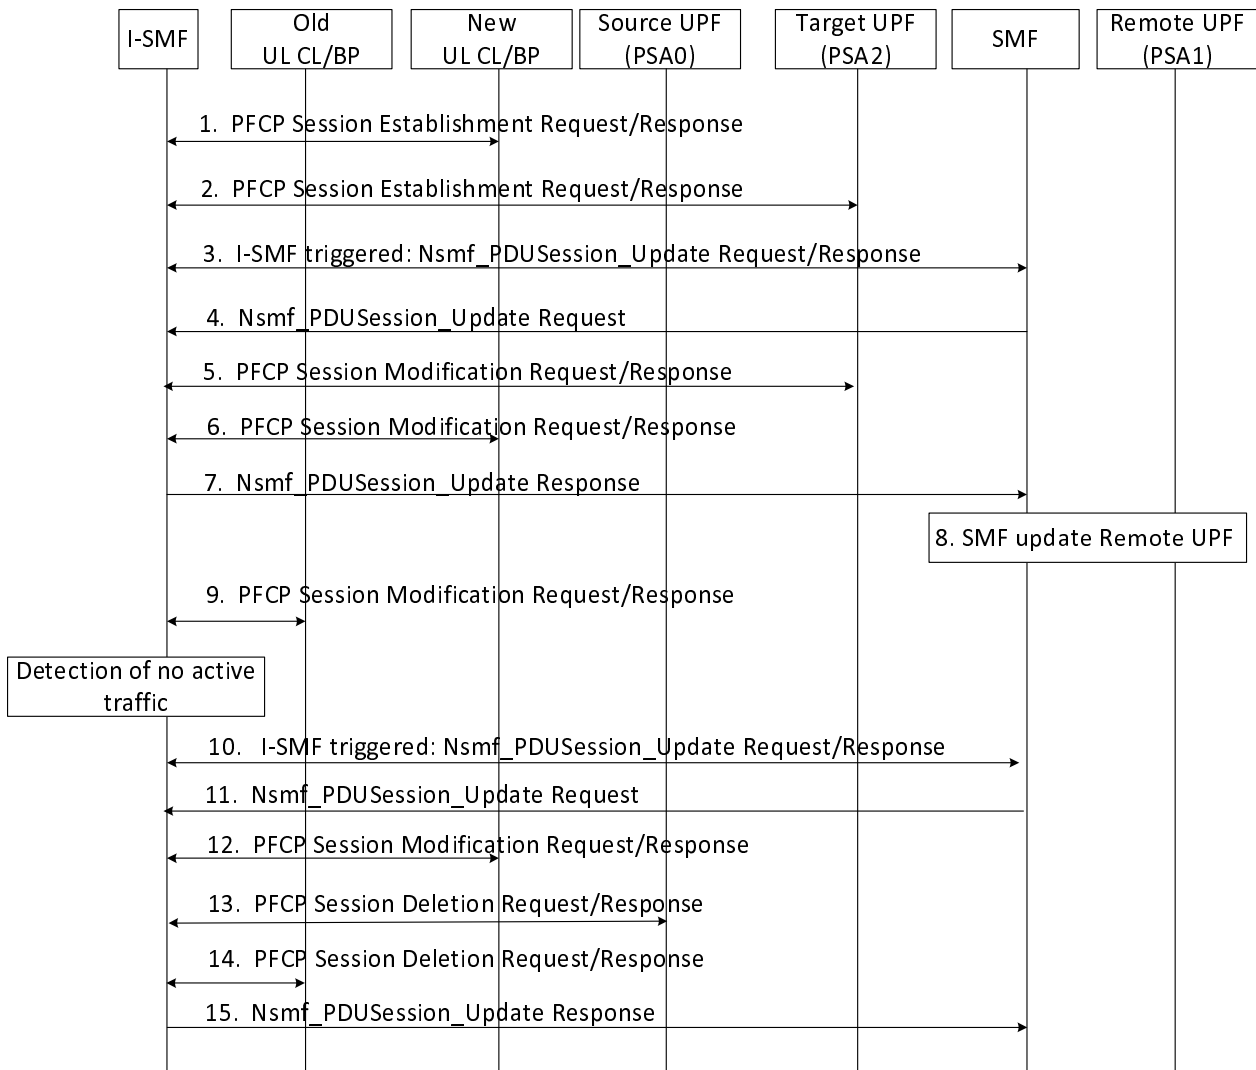 I-SMF
Old
UL CL/BP
New
UL CL/BP
Source UPF
(PSA0)
Target UPF
(PSA2)
SMF
Remote UPF
(PSA1)
1. PFCP Session Establishment Request/Response
2. PFCP Session Establishment Request/Response
3. I-SMF triggered: Nsmf_PDUSession_Update Request/Response
4. Nsmf_PDUSession_Update Request
5. PFCP Session Modification Request/Response
6. PFCP Session Modification Request/Response
7. Nsmf_PDUSession_Update Response
8. SMF update Remote UPF
9. PFCP Session Modification Request/Response
Detection of no active
traffic
10. I-SMF triggered: Nsmf_PDUSession_Update Request/Response
11. Nsmf_PDUSession_Update Request
12. PFCP Session Modification Request/Response
13. PFCP Session Deletion Request/Response
14. PFCP Session Deletion Request/Response
15. Nsmf_PDUSession_Update Response